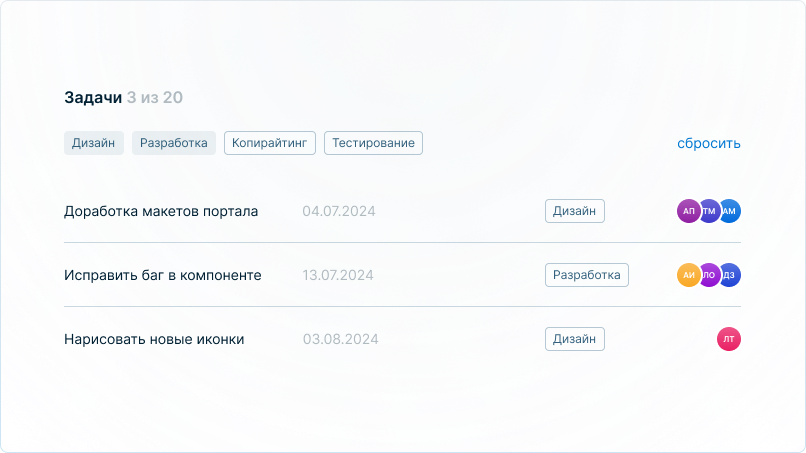 Задачи 3 из 20
Дизайн Разработка Копирайтинг Тестирование сбросить
Доработка макетов портала 04.07.2024 Дизайн АП ТМ АМ
Исправить баг в компоненте 13.07.2024 Разработка АИ ЛО ДЗ
Нарисовать новые иконки 03.08.2024 Дизайн ЛТ